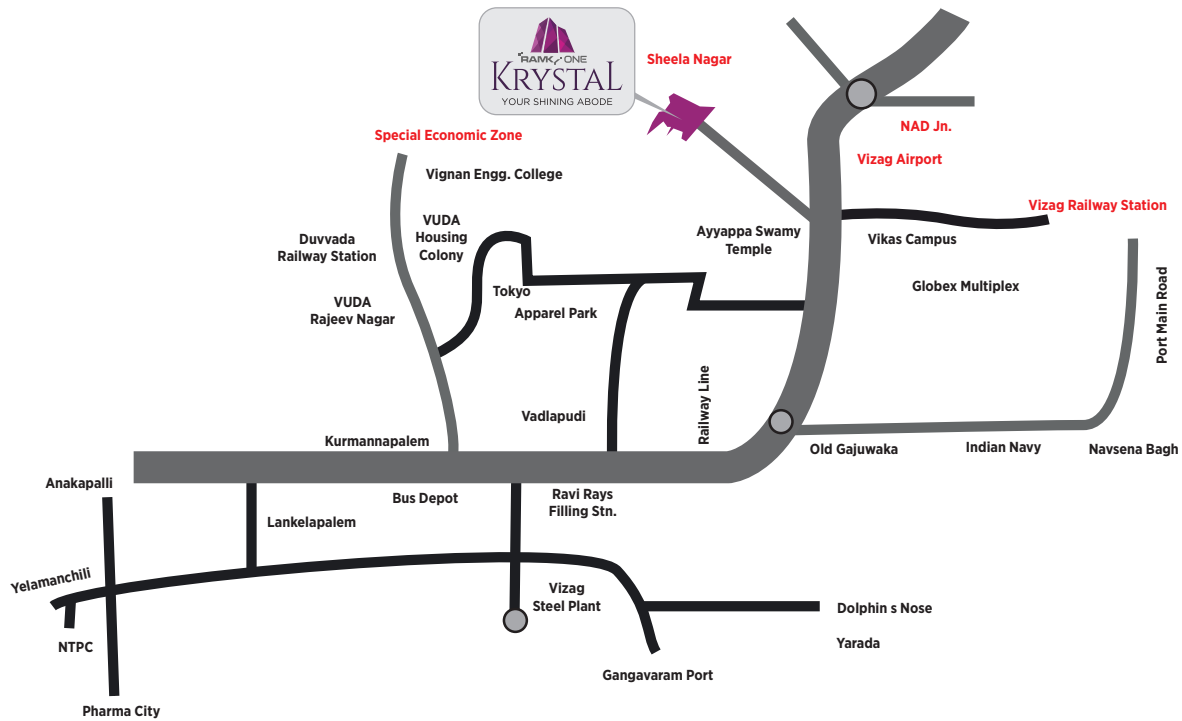 RAMKY ONE
KRYSTAL
YOUR SHINING ABODE
Sheela Nagar
NAD Jn.
Special Economic Zone
Vizag Airport
Vignan Engg. College
Vizag Railway Station
VUDA
Housing
Colony
Duvvada
Railway Station
Ayyappa Swamy
Temple
Vikas Campus
Tokyo
Globex Multiplex
VUDA
Rajeev Nagar
Apparel Park
Port Main Road
Railway Line
Vadlapudi
Kurmannapalem
Old Gajuwaka
Indian Navy
Navsena Bagh
Anakapalli
Bus Depot
Ravi Rays
Filling Stn.
Lankelapalem
Yelamanchili
Vizag
Steel Plant
Dolphin s Nose
NTPC
Yarada
Gangavaram Port
Pharma City